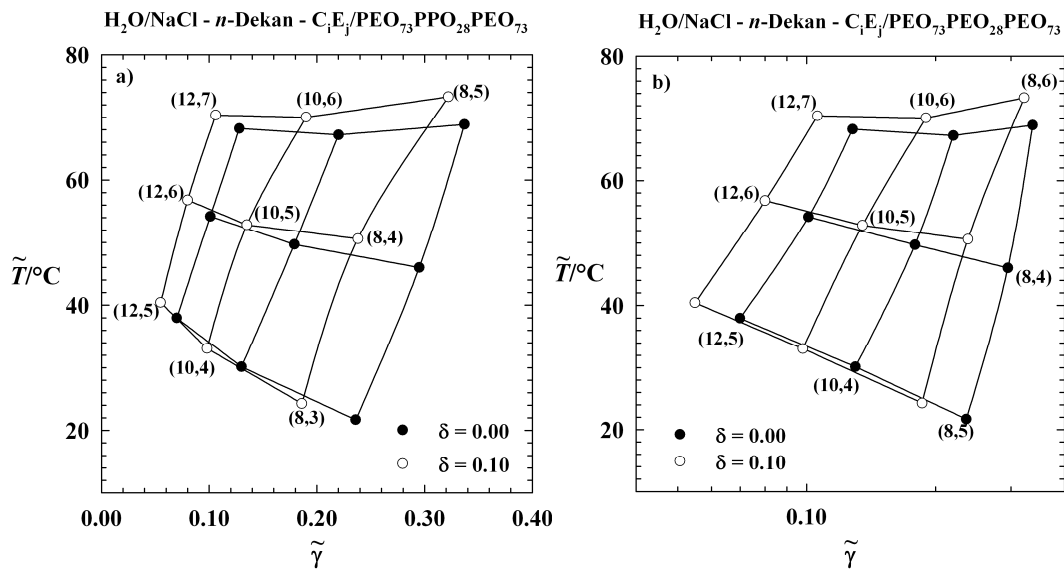 H₂O/NaCl - n-Dekan - CᵢEⱼ/PEO₇₃PPO₂₈PEO₇₃
a)
80
60
40
20
T̃/°C
(12,7)
(10,6)
(8,5)
(12,6)
(10,5)
(8,4)
(12,5)
(10,4)
(8,3)
● δ = 0.00
○ δ = 0.10
0.00 0.10 0.20 0.30 0.40
γ̃
H₂O/NaCl - n-Dekan - CᵢEⱼ/PEO₇₃PEO₂₈PEO₇₃
b)
80
60
40
20
T̃/°C
(8,6)
(12,7)
(10,6)
(12,6)
(10,5)
(8,4)
(12,5)
(10,4)
(8,5)
● δ = 0.00
○ δ = 0.10
0.10
γ̃